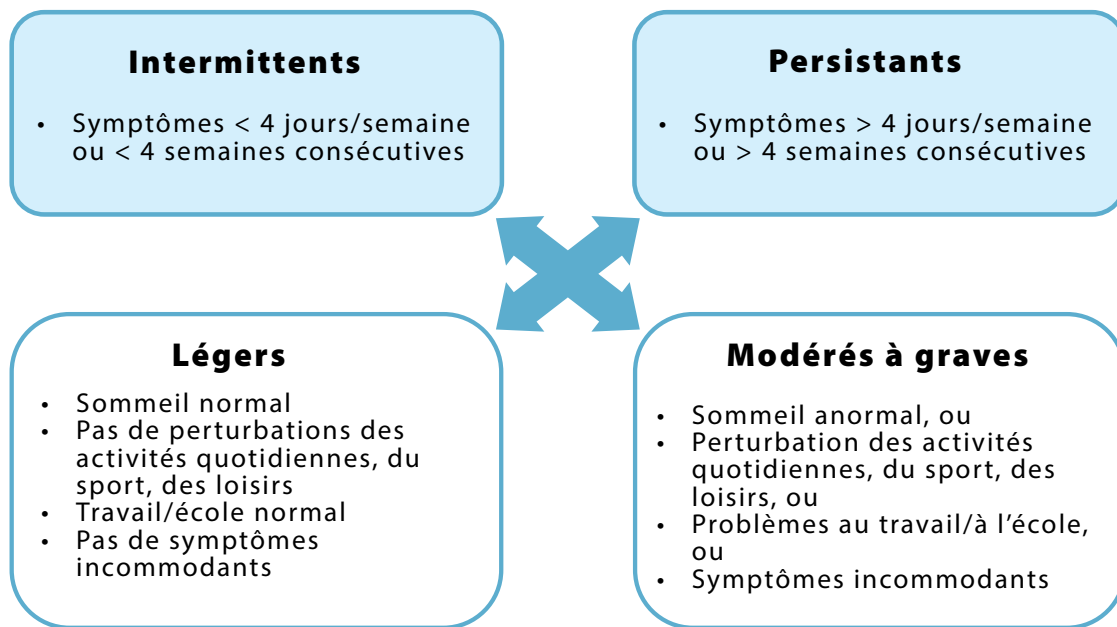 Intermittents
• Symptômes < 4 jours/semaine
ou < 4 semaines consécutives
Persistants
• Symptômes > 4 jours/semaine
ou > 4 semaines consécutives
Légers
• Sommeil normal
• Pas de perturbations des
activités quotidiennes, du
sport, des loisirs
• Travail/école normal
• Pas de symptômes
incommodants
Modérés à graves
• Sommeil anormal, ou
• Perturbation des activités
quotidiennes, du sport, des
loisirs, ou
• Problèmes au travail/à l’école,
ou
• Symptômes incommodants